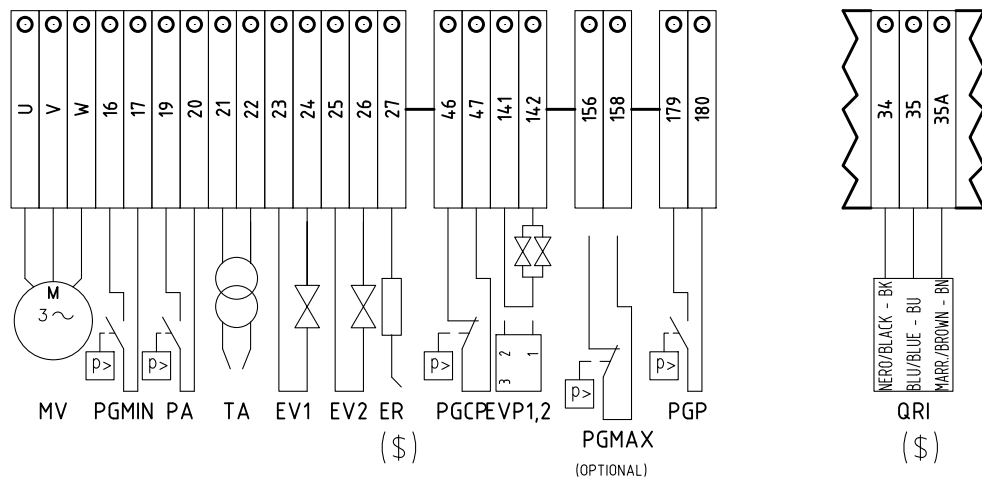 U V W 16 17 19 20 21 22 23 24 25 26 27 46 47 141 142 156 158 179 180 34 35 35A
M
3~
p> p> p> p> p>
3 2 1
NERO/BLACK - BK
BLU/BLUE - BU
MARR./BROWN - BN
MV PGMIN PA TA EV1 EV2 ER PGCP EVP1,2 PGP QRI
PGMAX
($) ($)
(OPTIONAL)